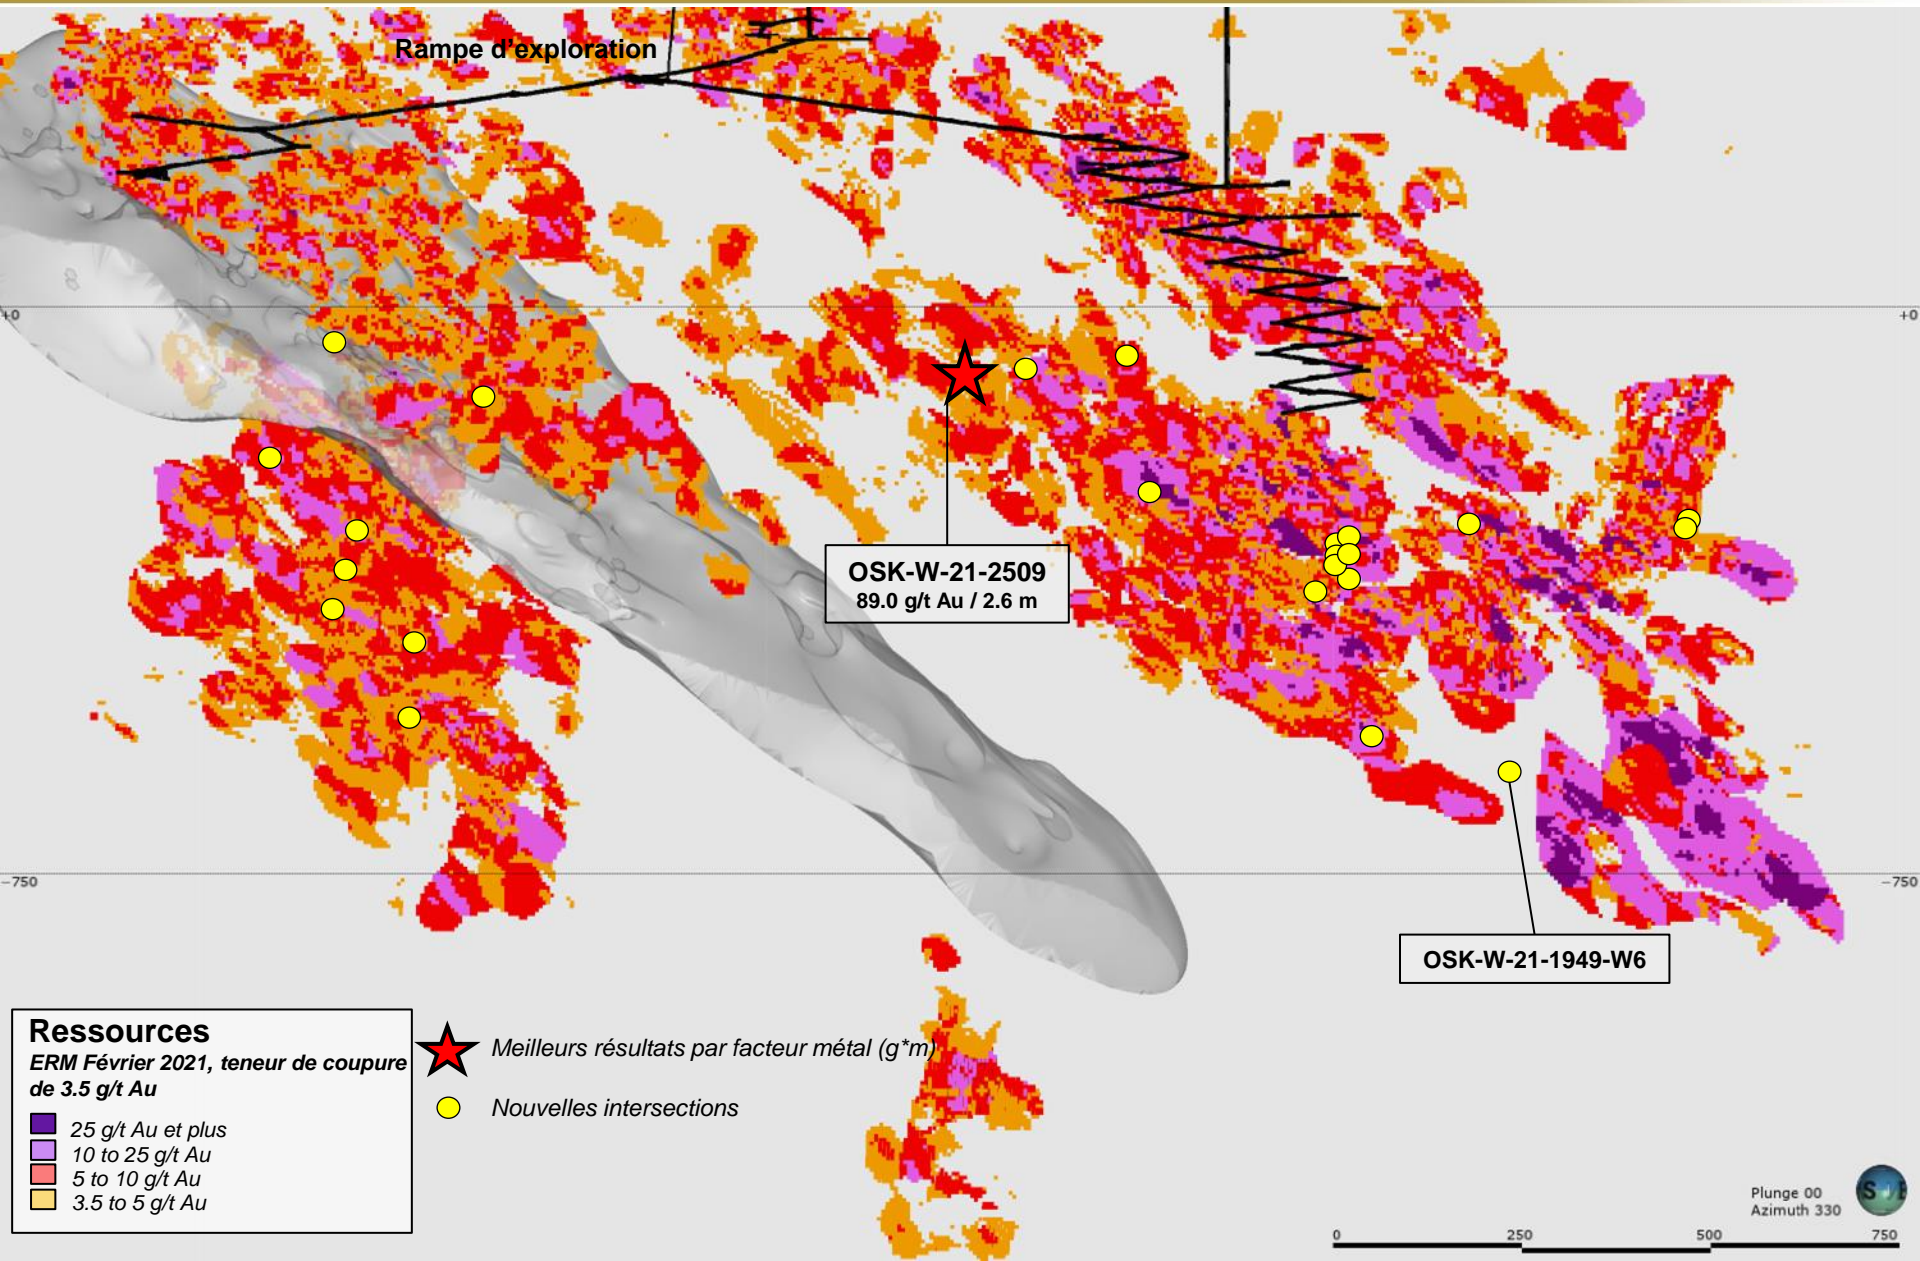 Rampe d'exploration
+0
+0
OSK-W-21-2509
89.0 g/t Au / 2.6 m
−750
−750
OSK-W-21-1949-W6
Ressources
ERM Février 2021, teneur de coupure
de 3.5 g/t Au
25 g/t Au et plus
10 to 25 g/t Au
5 to 10 g/t Au
3.5 to 5 g/t Au
Meilleurs résultats par facteur métal (g*m)
Nouvelles intersections
Plunge 00
Azimuth 330
S
0 250 500 750